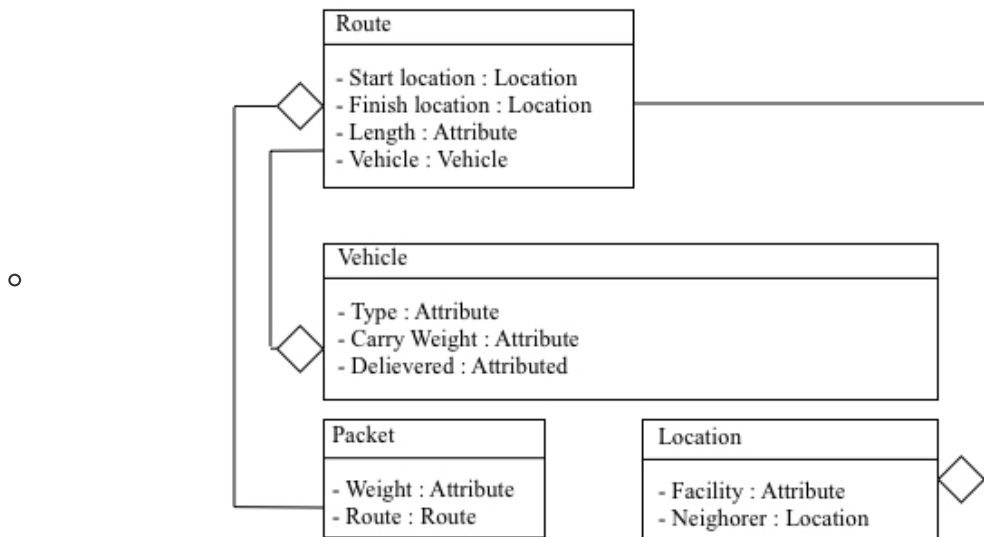 Route
- Start location : Location
- Finish location : Location
- Length : Attribute
- Vehicle : Vehicle
Vehicle
- Type : Attribute
- Carry Weight : Attribute
- Delievered : Attributed
Packet
- Weight : Attribute
- Route : Route
Location
- Facility : Attribute
- Neighorer : Location